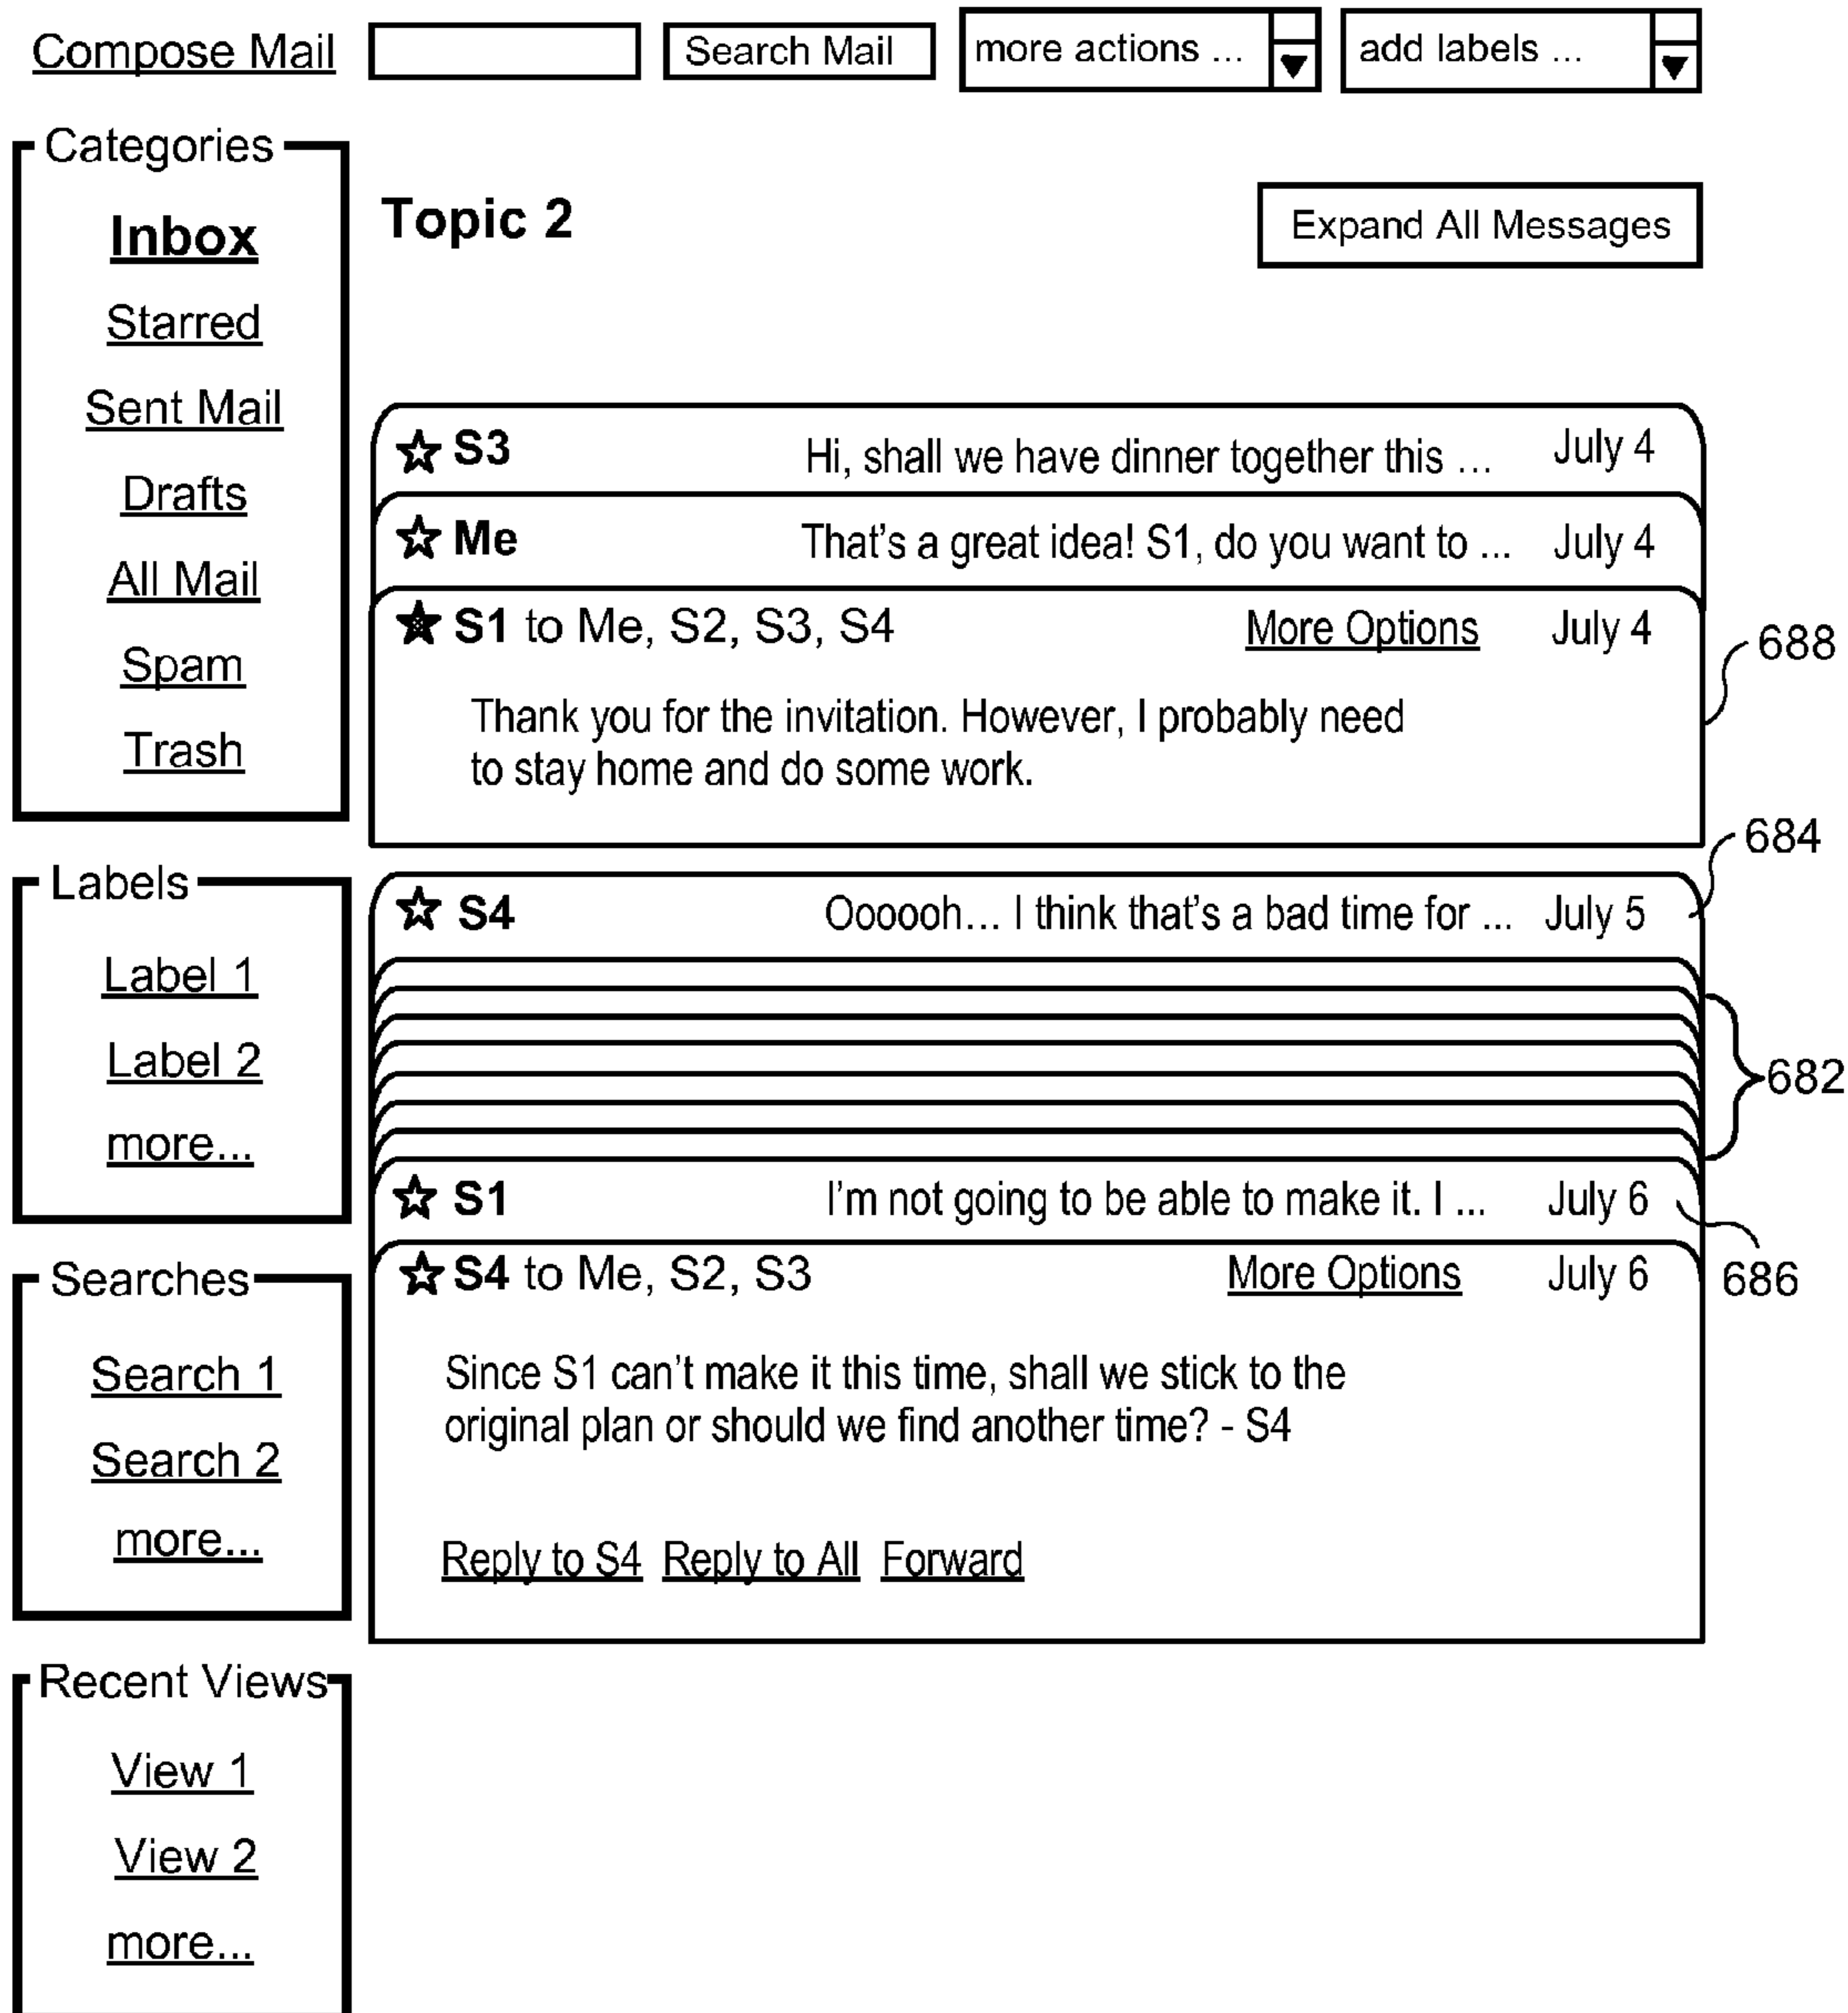 Compose Mail Search Mail more actions ... add labels ...
Categories
Inbox
Starred
Sent Mail
Drafts
All Mail
Spam
Trash
Labels
Label 1
Label 2
more...
Searches
Search 1
Search 2
more...
Recent Views
View 1
View 2
more...
Topic 2 Expand All Messages
S3 Hi, shall we have dinner together this ... July 4
Me That's a great idea! S1, do you want to ... July 4
S1 to Me, S2, S3, S4 More Options July 4
688
Thank you for the invitation. However, I probably need
to stay home and do some work.
684
S4 Oooooh... I think that's a bad time for ... July 5
682
S1 I'm not going to be able to make it. I ... July 6
686
S4 to Me, S2, S3 More Options July 6
Since S1 can't make it this time, shall we stick to the
original plan or should we find another time? - S4
Reply to S4 Reply to All Forward